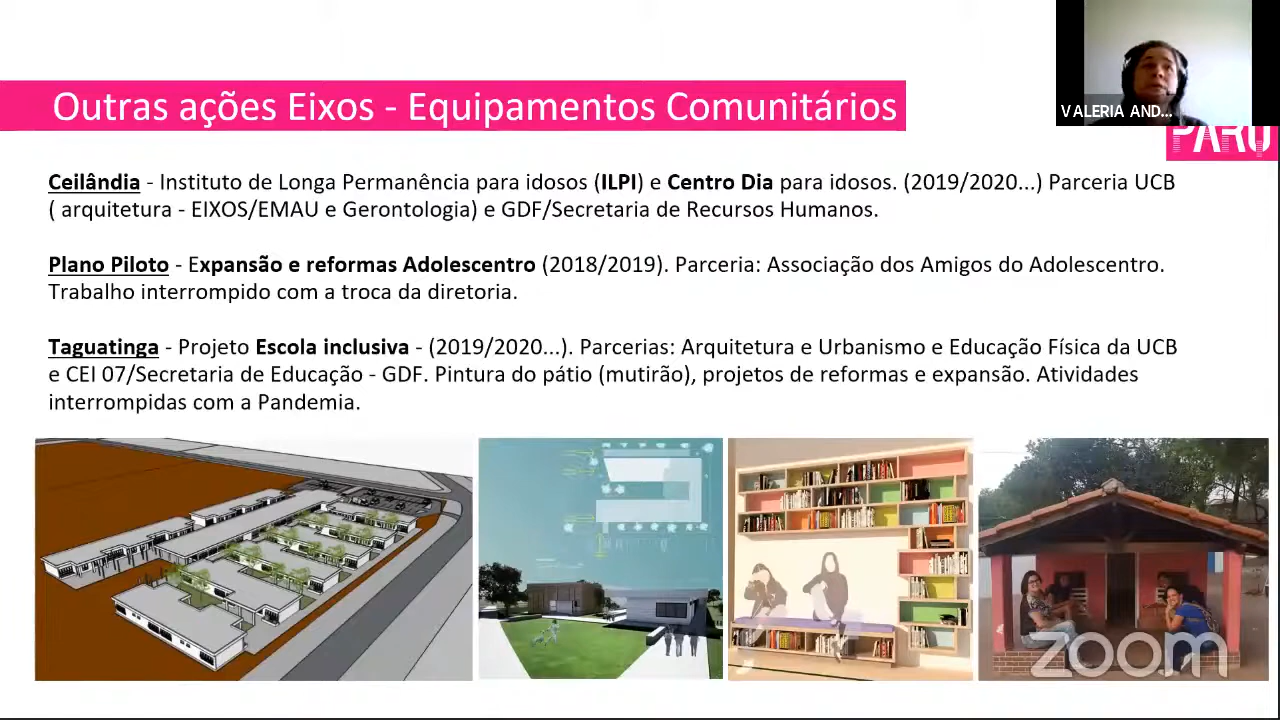 Outras ações Eixos - Equipamentos Comunitários
VALERIA AND...
PARQ
Ceilândia - Instituto de Longa Permanência para idosos (ILPI) e Centro Dia para idosos. (2019/2020...) Parceria UCB
( arquitetura - EIXOS/EMAU e Gerontologia) e GDF/Secretaria de Recursos Humanos.
Plano Piloto - Expansão e reformas Adolescentro (2018/2019). Parceria: Associação dos Amigos do Adolescentro.
Trabalho interrompido com a troca da diretoria.
Taguatinga - Projeto Escola inclusiva - (2019/2020...). Parcerias: Arquitetura e Urbanismo e Educação Física da UCB
e CEI 07/Secretaria de Educação - GDF. Pintura do pátio (mutirão), projetos de reformas e expansão. Atividades
interrompidas com a Pandemia.
zoom